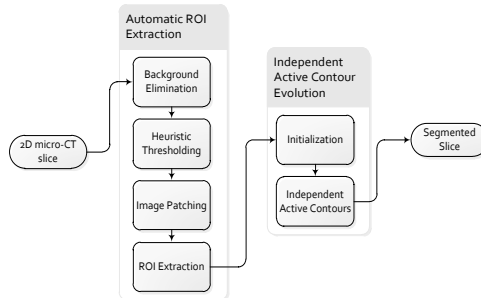 Automatic ROI
Extraction
Background
Elimination
Heuristic
Thresholding
Image Patching
ROI Extraction
2D micro-CT
slice
Independent
Active Contour
Evolution
Initialization
Independent
Active Contours
Segmented
Slice